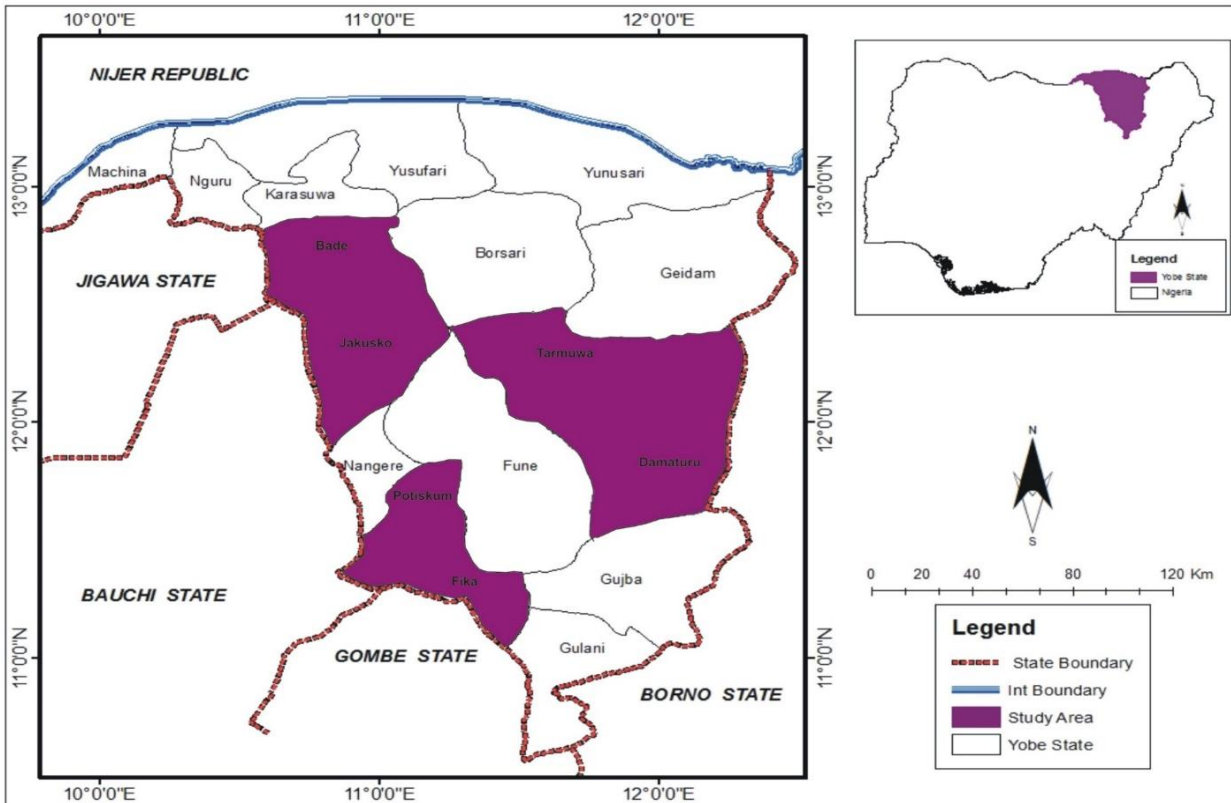 10°0'0"E 11°0'0"E 12°0'0"E
NIJER REPUBLIC
Machina
Nguru
Karasuwa
Yusufari
Yunusari
13°0'0"N
13°0'0"N
Bade
Borsari
Geidam
JIGAWA STATE
Jakusko
Tarmuwa
12°0'0"N
12°0'0"N
Nangere
Fune
Damaturu
Potiskum
Fika
Gujba
BAUCHI STATE
Gulani
GOMBE STATE
BORNO STATE
11°0'0"N
11°0'0"N
10°0'0"E 11°0'0"E 12°0'0"E
Legend
Yobe State
Nigeria
N
S
0 20 40 80 120 Km
Legend
State Boundary
Int Boundary
Study Area
Yobe State